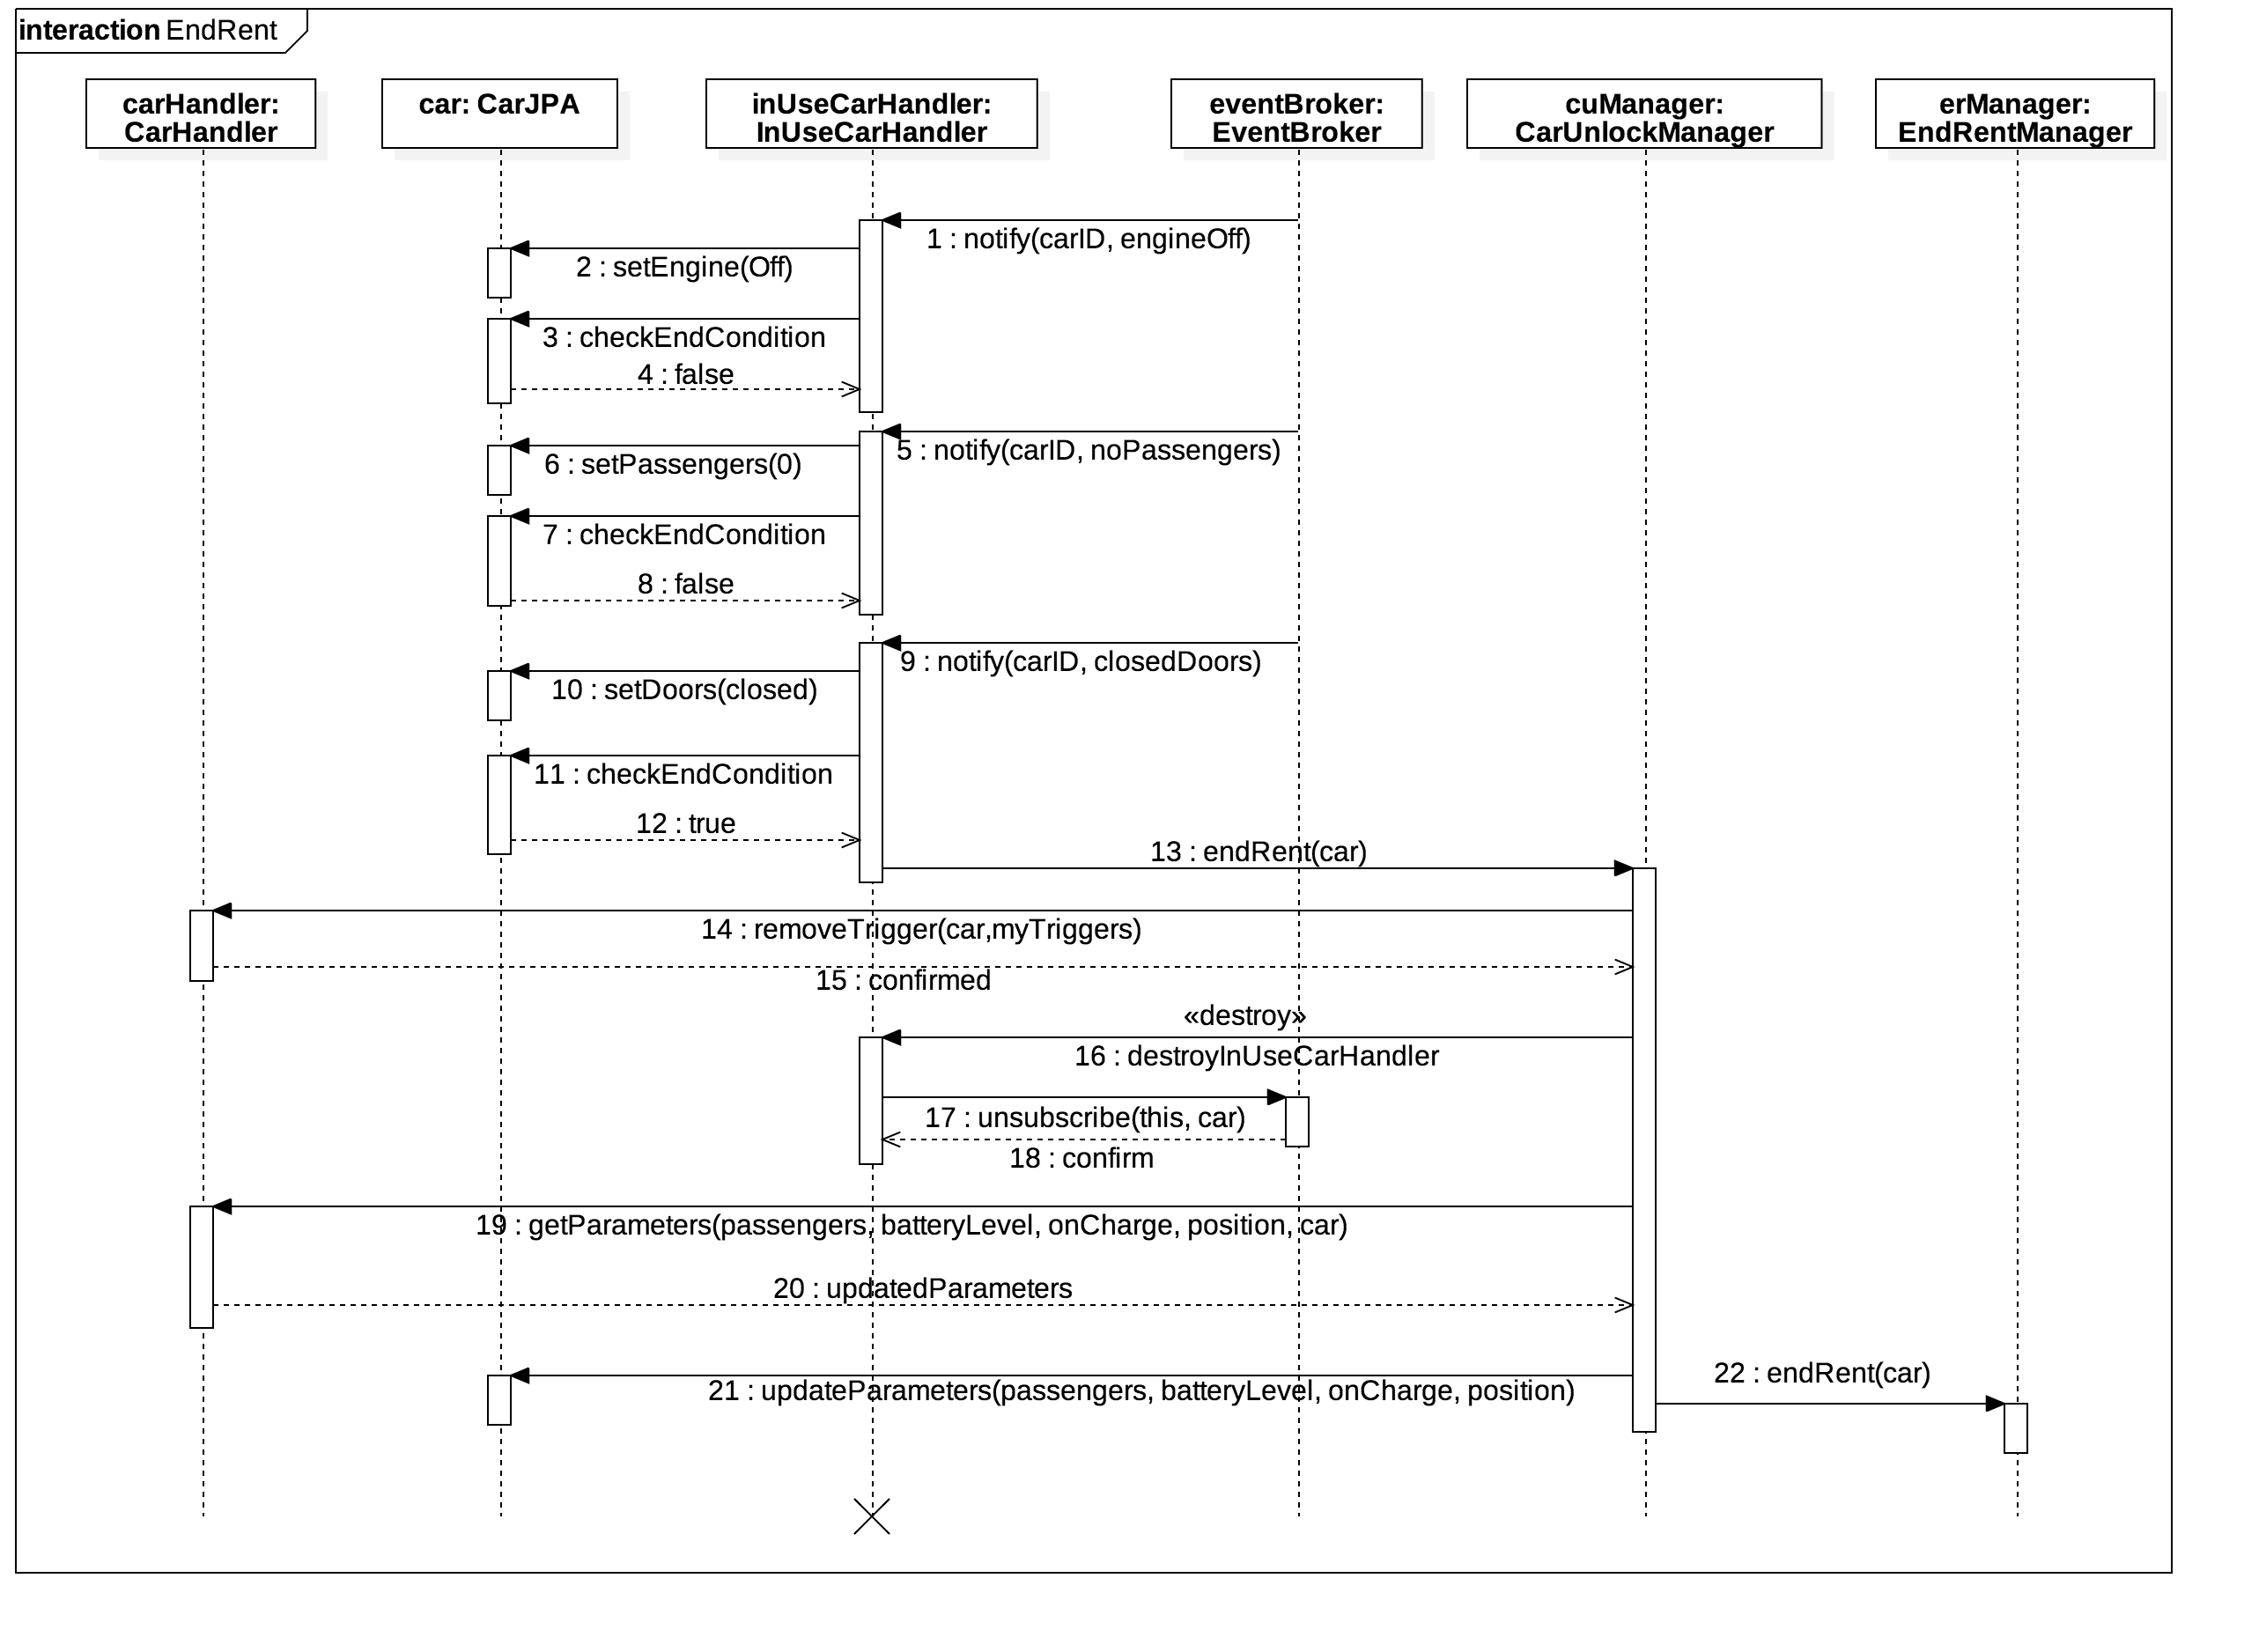 interaction EndRent
carHandler:
CarHandler
car: CarJPA
inUseCarHandler:
InUseCarHandler
eventBroker:
EventBroker
cuManager:
CarUnlockManager
erManager:
EndRentManager
1 : notify(carID, engineOff)
2 : setEngine(Off)
3 : checkEndCondition
4 : false
5 : notify(carID, noPassengers)
6 : setPassengers(0)
7 : checkEndCondition
8 : false
9 : notify(carID, closedDoors)
10 : setDoors(closed)
11 : checkEndCondition
12 : true
13 : endRent(car)
14 : removeTrigger(car,myTriggers)
15 : confirmed
«destroy»
16 : destroyInUseCarHandler
17 : unsubscribe(this, car)
18 : confirm
19 : getParameters(passengers, batteryLevel, onCharge, position, car)
20 : updatedParameters
21 : updateParameters(passengers, batteryLevel, onCharge, position)
22 : endRent(car)